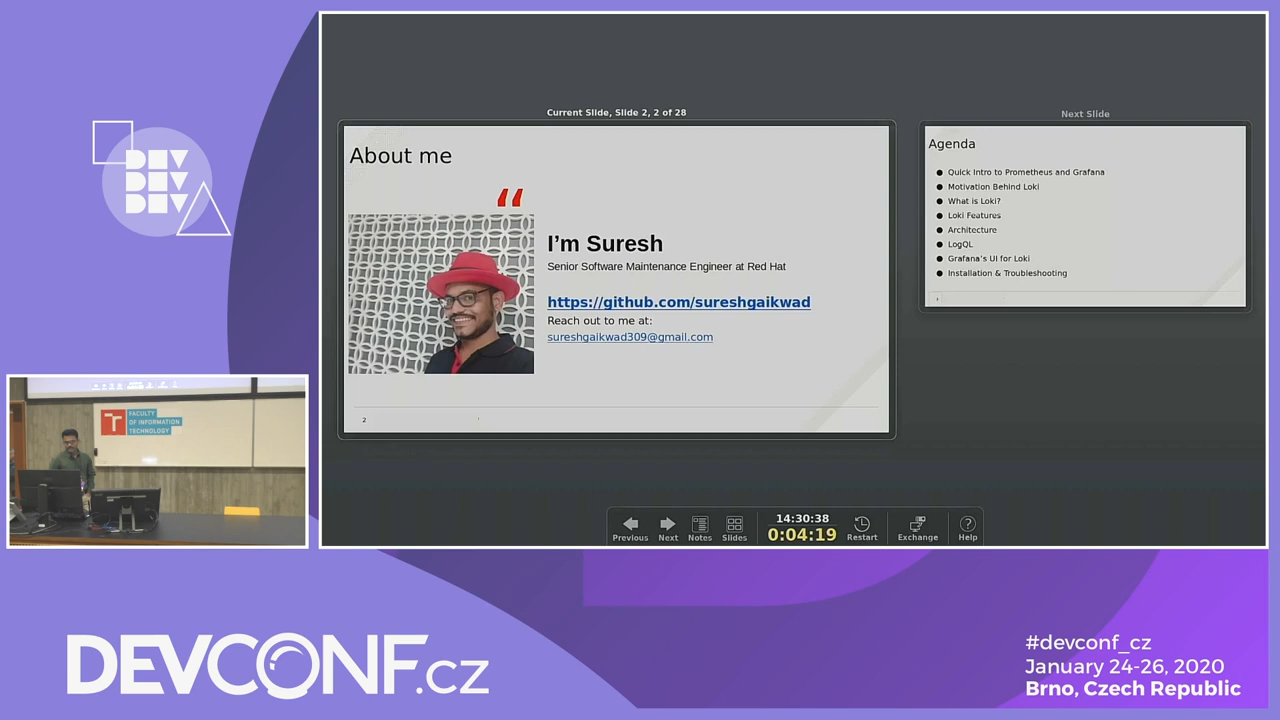 DEV
DEV
DEV
Current Slide, Slide 2, 2 of 28
About me
“
I’m Suresh
Senior Software Maintenance Engineer at Red Hat
https://github.com/sureshgaikwad
Reach out to me at:
sureshgaikwad309@gmail.com
2
Next Slide
Agenda
● Quick Intro to Prometheus and Grafana
● Motivation Behind Loki
● What is Loki?
● Loki Features
● Architecture
● LogQL
● Grafana’s UI for Loki
● Installation & Troubleshooting
FACULTY
OF INFORMATION
TECHNOLOGY
Previous
Next
Notes
Slides
14:30:38
0:04:19
Restart
Exchange
Help
DEVCONF.cz
#devconf_cz
January 24-26, 2020
Brno, Czech Republic